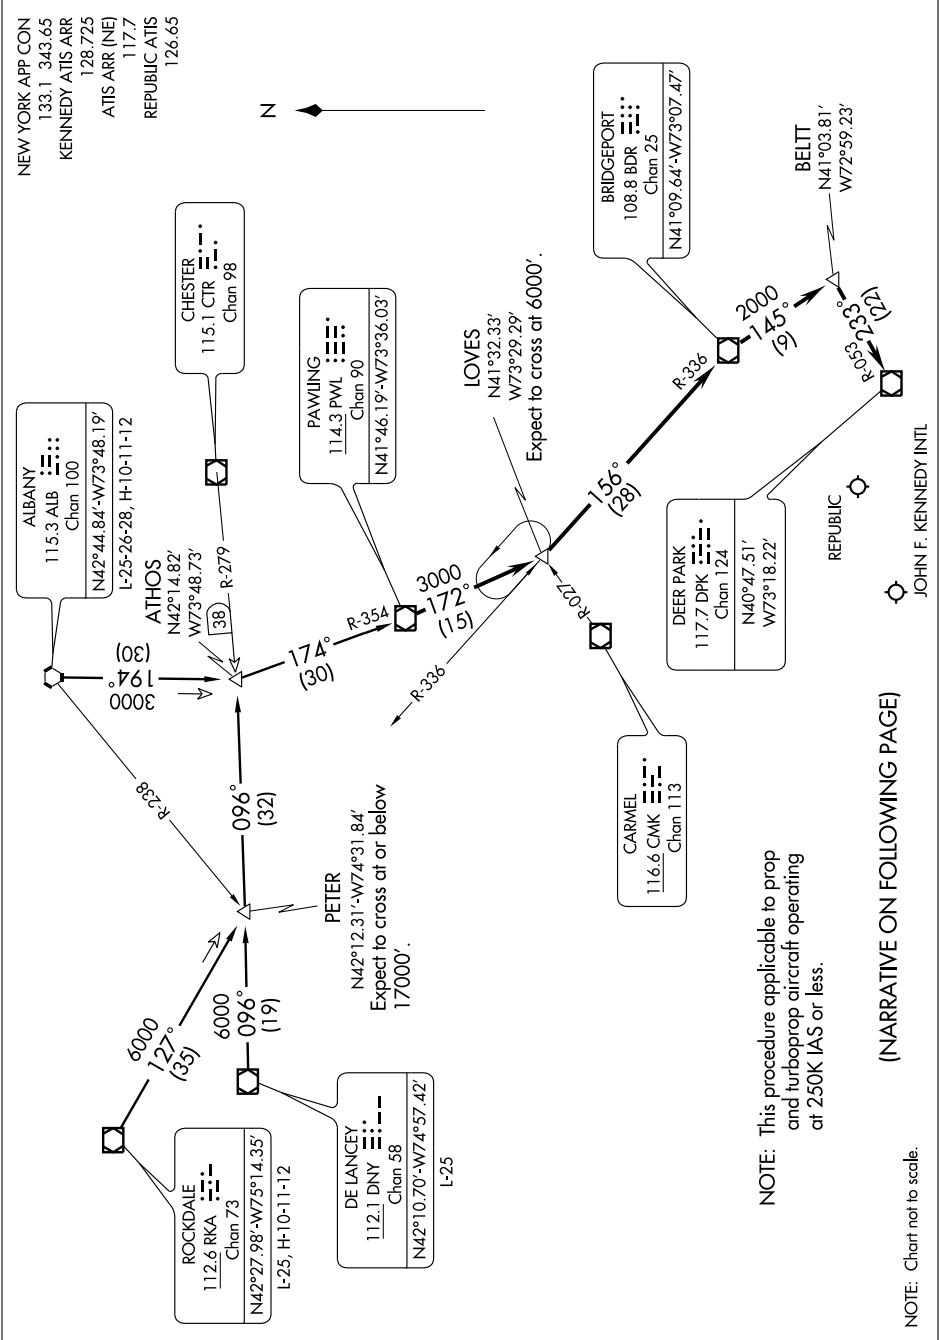 NEW YORK APP CON
133.1 343.65
KENNEDY ATIS ARR
128.725
ATIS ARR (NE)
117.7
REPUBLIC ATIS
126.65
N
ALBANY
115.3 ALB
Chan 100
N42°44.84'-W73°48.19'
L-25-26-28, H-10-11-12
CHESTER
115.1 CTR
Chan 98
ATHOS
N42°14.82'
W73°48.73'
38
R-279
3000
194°
(30)
R-238
ROCKDALE
112.6 RKA
Chan 73
N42°27.98'-W75°14.35'
L-25, H-10-11-12
6000
127°
(35)
DE LANCEY
112.1 DNY
Chan 58
N42°10.70'-W74°57.42'
L-25
6000
096°
(19)
PETER
N42°12.31'-W74°31.84'
Expect to cross at or below
17000'.
096°
(32)
174°
(30)
R-354
PAWLING
114.3 PWL
Chan 90
N41°46.19'-W73°36.03'
3000
172°
(15)
R-336
LOVES
N41°32.33'
W73°29.29'
Expect to cross at 6000'.
R-027
CARMEL
116.6 CMK
Chan 113
156°
(28)
R-336
BRIDGEPORT
108.8 BDR
Chan 25
N41°09.64'-W73°07.47'
2000
145°
(9)
BELTT
N41°03.81'
W72°59.23'
R-053
233°
(22)
DEER PARK
117.7 DPK
Chan 124
N40°47.51'
W73°18.22'
REPUBLIC
JOHN F. KENNEDY INTL
NOTE: This procedure applicable to prop
and turboprop aircraft operating
at 250K IAS or less.
(NARRATIVE ON FOLLOWING PAGE)
NOTE: Chart not to scale.